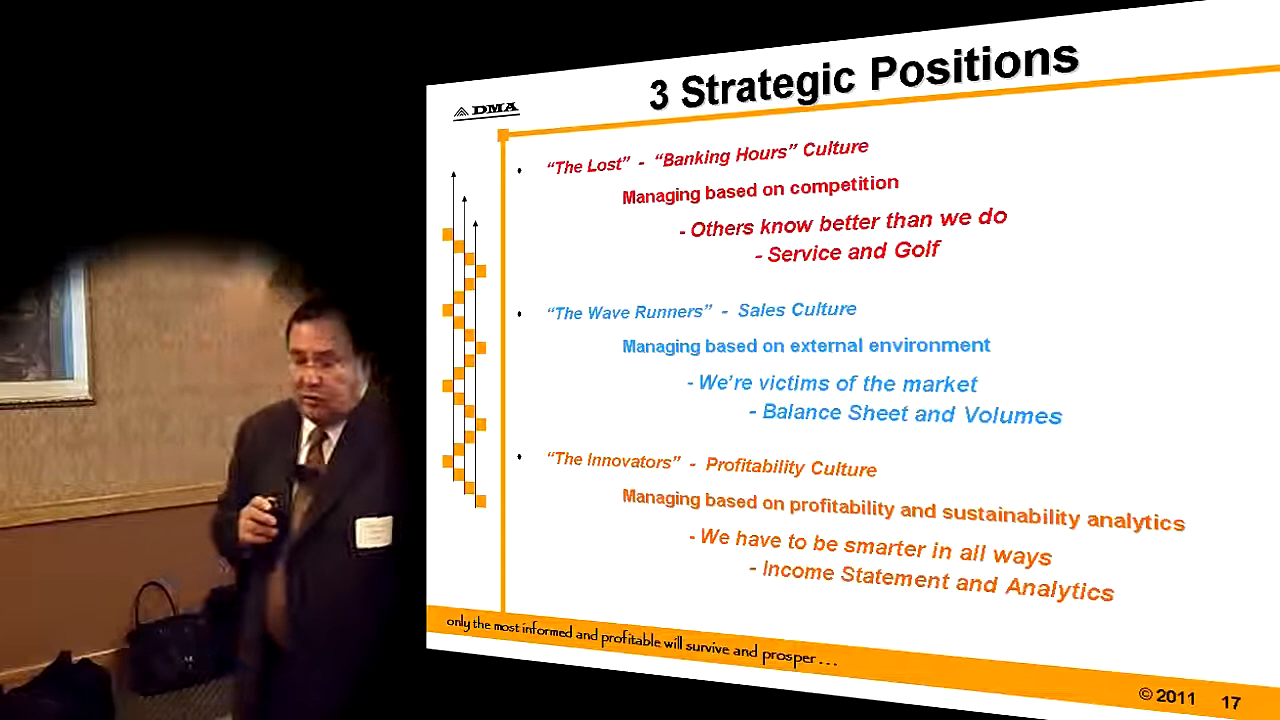 3 Strategic Positions
DMA
• “The Lost” - “Banking Hours” Culture
Managing based on competition
- Others know better than we do
- Service and Golf
• “The Wave Runners” - Sales Culture
Managing based on external environment
- We’re victims of the market
- Balance Sheet and Volumes
• “The Innovators” - Profitability Culture
Managing based on profitability and sustainability analytics
- We have to be smarter in all ways
- Income Statement and Analytics
only the most informed and profitable will survive and prosper . . .
© 2011 17